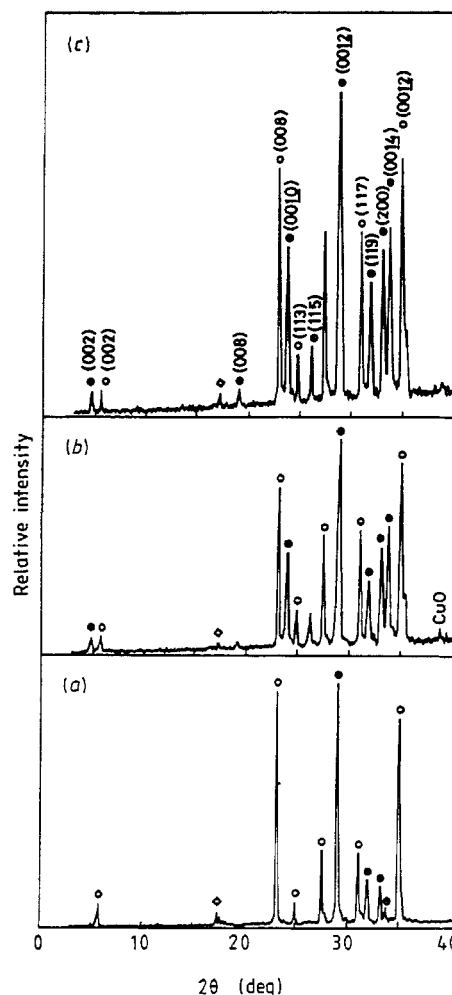 (c)
(002)
(002)
(008)
(008)
(0010)
(113)
(115)
(0012)
(117)
(119)
(200)
(0014)
(0012)
(b)
CuO
(a)
Relative intensity
0 10 20 30 40
2θ (deg)